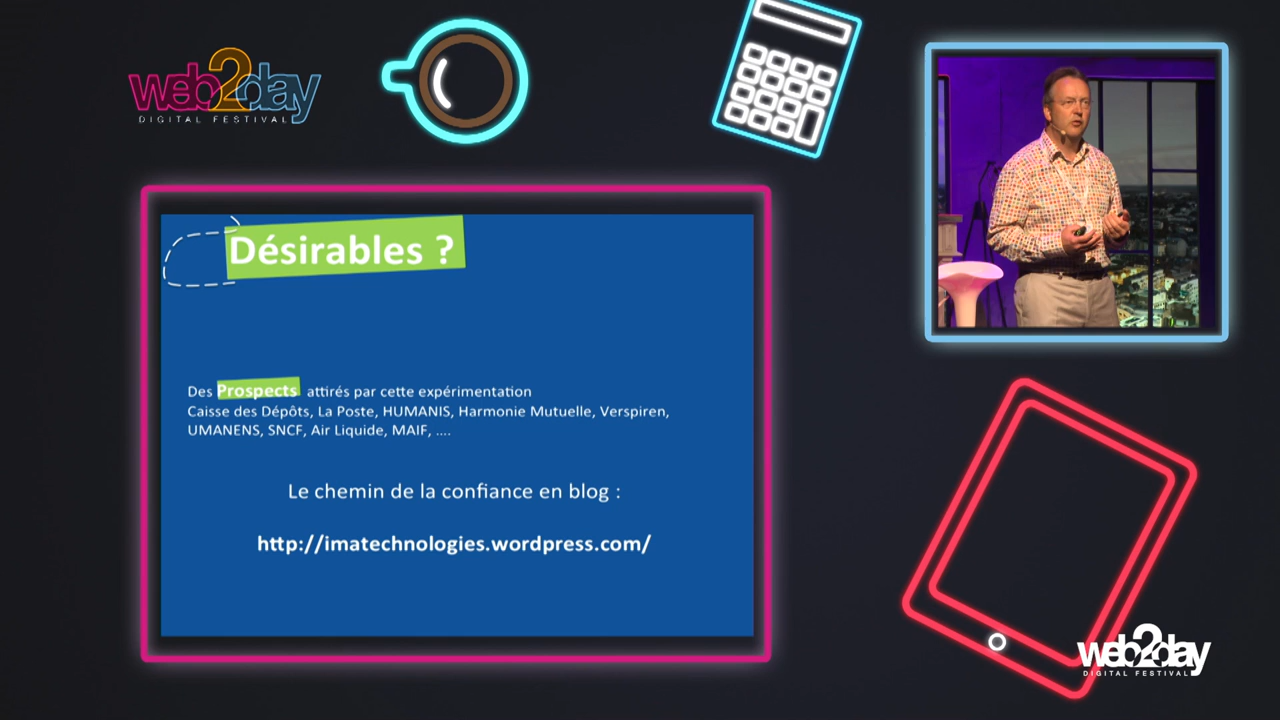 web2day
DIGITAL FESTIVAL
Désirables ?
Des Prospects attirés par cette expérimentation
Caisse des Dépôts, La Poste, HUMANIS, Harmonie Mutuelle, Verspiren,
UMANENS, SNCF, Air Liquide, MAIF, ....
Le chemin de la confiance en blog :
http://imatechnologies.wordpress.com/
web2day
DIGITAL FESTIVAL